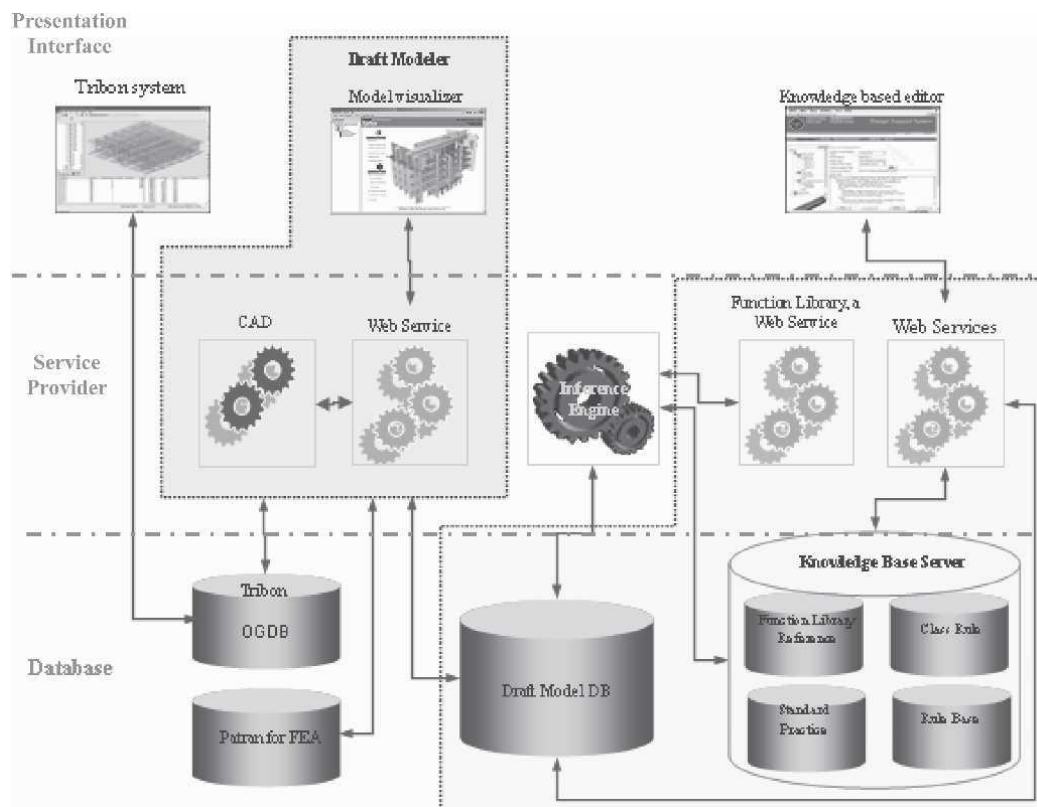 Presentation
Interface
Draft Modeler
Tribon system
Model visualizer
Knowledge based editor
Service
Provider
CAD
Web Service
Inference
Engine
Function Library, a
Web Service
Web Services
Database
Tribon
OGDB
Patran for FEA
Draft Model DB
Knowledge Base Server
Function Library
Reference
Class Rule
Standard
Practice
Rule Base